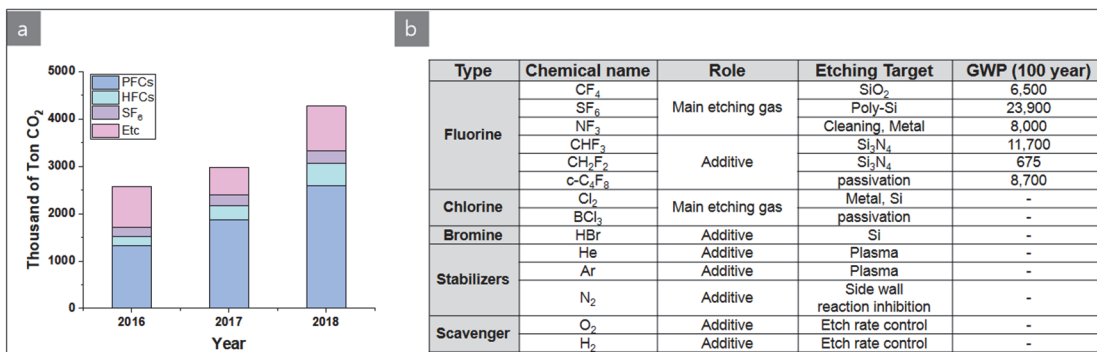 a
5000
4000
3000
2000
1000
0
Thousand of Ton CO₂
PFCs
HFCs
SF₆
Etc
2016 2017 2018
Year
b
Type Chemical name Role Etching Target GWP (100 year)
Fluorine CF₄ Main etching gas SiO₂ 6,500
SF₆ Poly-Si 23,900
NF₃ Cleaning, Metal 8,000
CHF₃ Additive Si₃N₄ 11,700
CH₂F₂ Si₃N₄ 675
c-C₄F₈ passivation 8,700
Chlorine Cl₂ Main etching gas Metal, Si -
BCl₃ passivation -
Bromine HBr Additive Si -
Stabilizers He Additive Plasma -
Ar Additive Plasma -
N₂ Additive Side wall
reaction inhibition -
Scavenger O₂ Additive Etch rate control -
H₂ Additive Etch rate control -